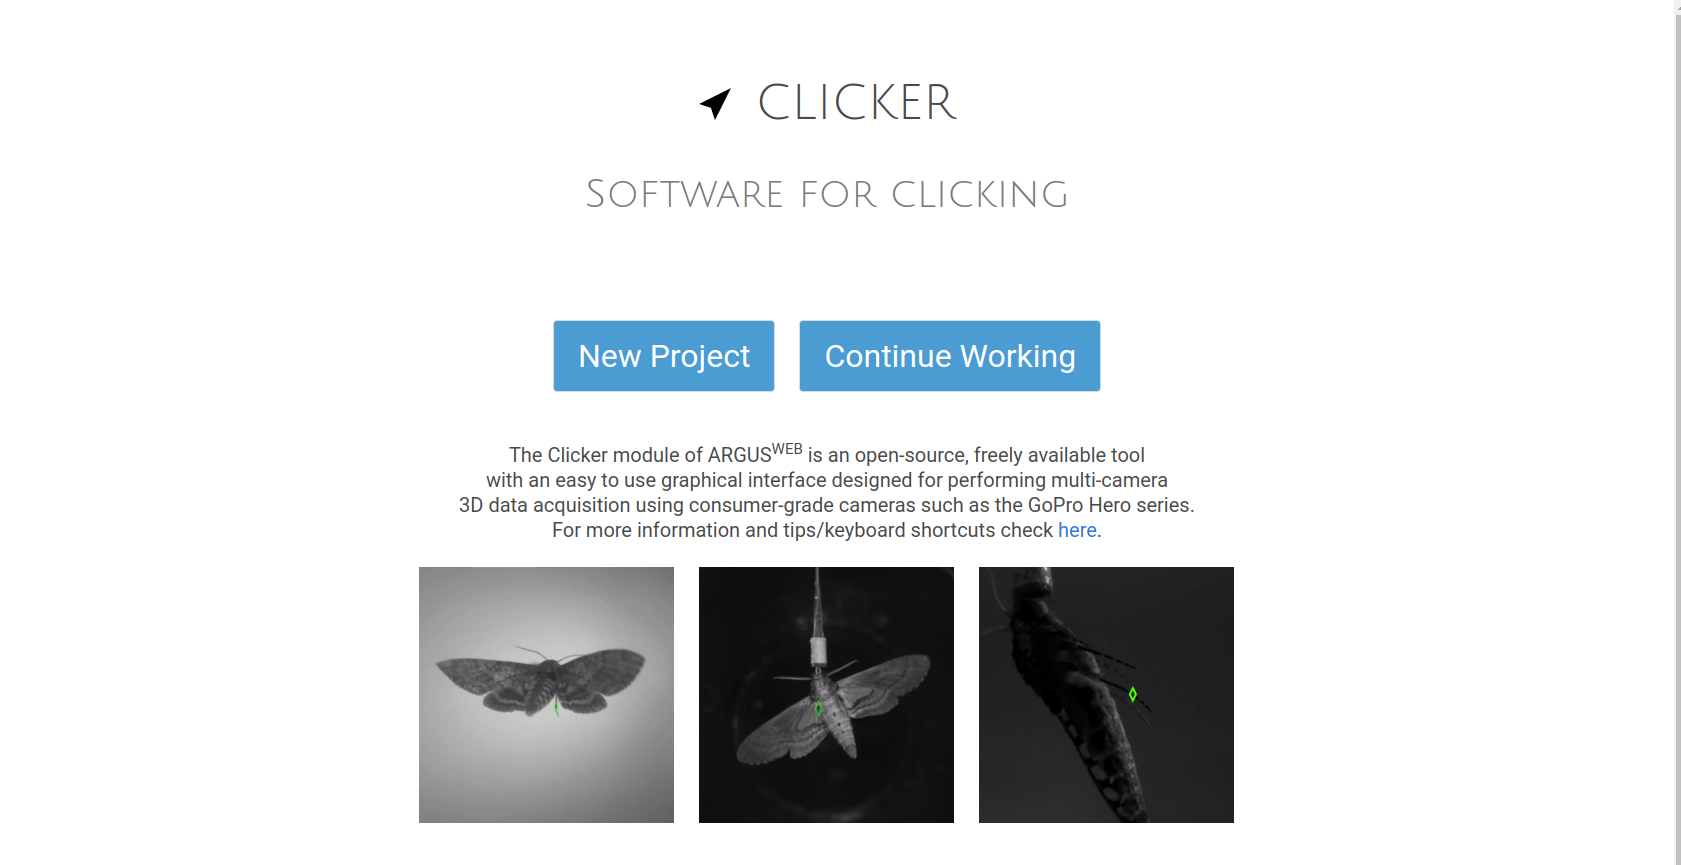 CLICKER
SOFTWARE FOR CLICKING
New Project
Continue Working
The Clicker module of ARGUSWEB is an open-source, freely available tool
with an easy to use graphical interface designed for performing multi-camera
3D data acquisition using consumer-grade cameras such as the GoPro Hero series.
For more information and tips/keyboard shortcuts check here.